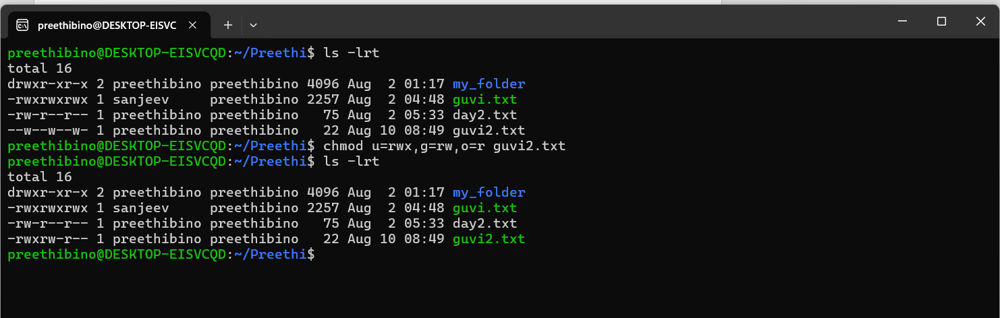 preethibino@DESKTOP-EISVC
preethibino@DESKTOP-EISVCQD:~/Preethi$ ls -lrt
total 16
drwxr-xr-x 2 preethibino preethibino 4096 Aug  2 01:17 my_folder
-rwxrwxrwx 1 sanjeev     preethibino 2257 Aug  2 04:48 guvi.txt
-rw-r--r-- 1 preethibino preethibino   75 Aug  2 05:33 day2.txt
--w--w--w- 1 preethibino preethibino   22 Aug 10 08:49 guvi2.txt
preethibino@DESKTOP-EISVCQD:~/Preethi$ chmod u=rwx,g=rw,o=r guvi2.txt
preethibino@DESKTOP-EISVCQD:~/Preethi$ ls -lrt
total 16
drwxr-xr-x 2 preethibino preethibino 4096 Aug  2 01:17 my_folder
-rwxrwxrwx 1 sanjeev     preethibino 2257 Aug  2 04:48 guvi.txt
-rw-r--r-- 1 preethibino preethibino   75 Aug  2 05:33 day2.txt
-rwxrw-r-- 1 preethibino preethibino   22 Aug 10 08:49 guvi2.txt
preethibino@DESKTOP-EISVCQD:~/Preethi$